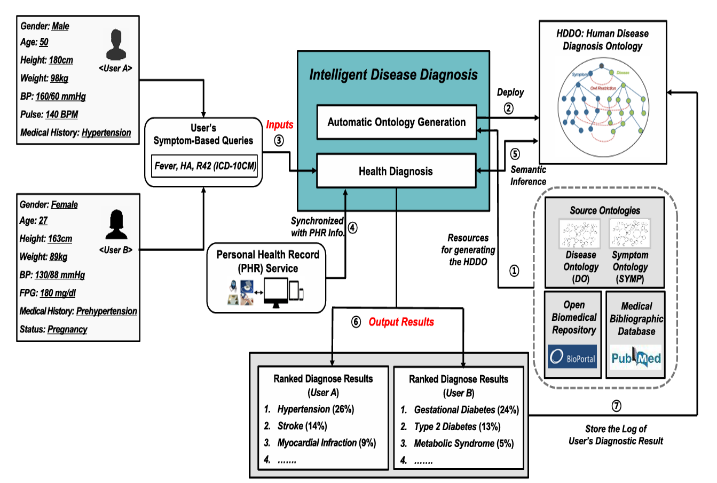 Gender: Male
Age: 50
Height: 180cm
Weight: 98kg
BP: 160/60 mmHg
Pulse: 140 BPM
Medical History: Hypertension
<User A>
Gender: Female
Age: 27
Height: 163cm
Weight: 89kg
BP: 130/88 mmHg
FPG: 180 mg/dl
Medical History: Prehypertension
Status: Pregnancy
<User B>
User's
Symptom-Based Queries
Fever, HA, R42 (ICD-10CM)
Inputs
③
Intelligent Disease Diagnosis
Automatic Ontology Generation
Health Diagnosis
Deploy
②
⑤
Semantic
Inference
HDDO: Human Disease
Diagnosis Ontology
Symptom
Disease
Synchronized
with PHR Info.
④
Personal Health Record
(PHR) Service
Resources
for generating
the HDDO
①
Source Ontologies
Disease
Ontology
(DO)
Symptom
Ontology
(SYMP)
Open
Biomedical
Repository
BioPortal
Medical
Bibliographic
Database
PubMed
⑥ Output Results
Ranked Diagnose Results
(User A)
1. Hypertension (26%)
2. Stroke (14%)
3. Myocardial Infraction (9%)
4. .......
Ranked Diagnose Results
(User B)
1. Gestational Diabetes (24%)
2. Type 2 Diabetes (13%)
3. Metabolic Syndrome (5%)
4. .......
⑦
Store the Log of
User's Diagnostic Result